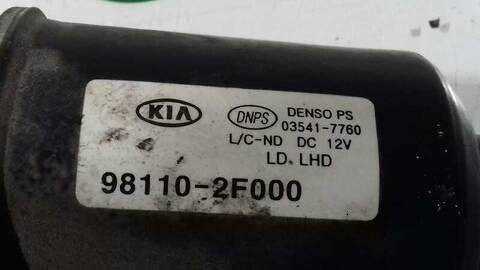 KIA DNPS DENSO PS
03541-7760
L/C-ND DC 12V
LD. LHD
98110-2F000